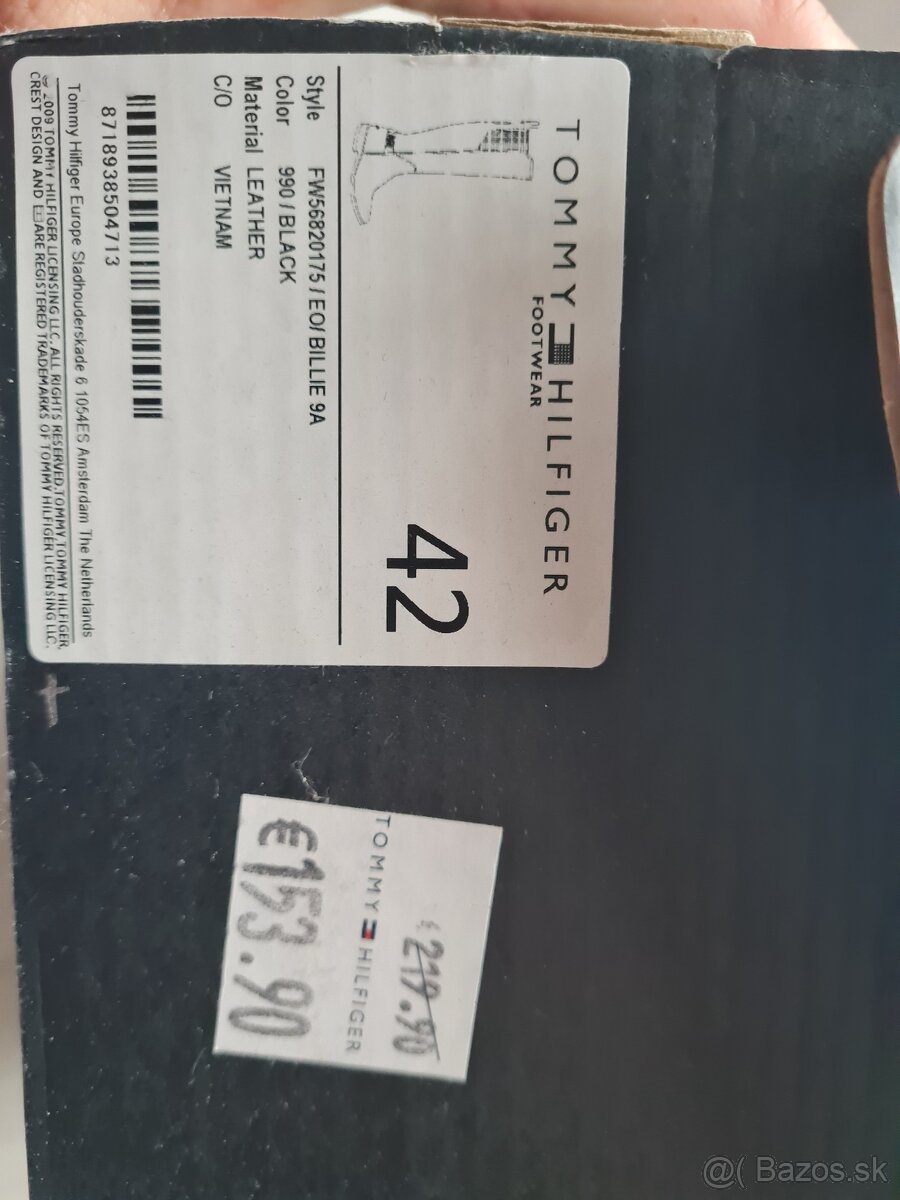 TOMMY HILFIGER
FOOTWEAR
42
Style FW56820175 / EO/ BILLIE 9A
Color 990 / BLACK
Material LEATHER
C/O VIETNAM
8718938504713
Tommy Hilfiger Europe Stadhouderskade 6 1054ES Amsterdam The Netherlands
2009 TOMMY HILFIGER LICENSING LLC. ALL RIGHTS RESERVED.TOMMY,TOMMY HILFIGER,
CREST DESIGN AND ARE REGISTERED TRADEMARKS OF TOMMY HILFIGER LICENSING LLC.
€219.90
TOMMY HILFIGER
€153.90
@( Bazos.sk